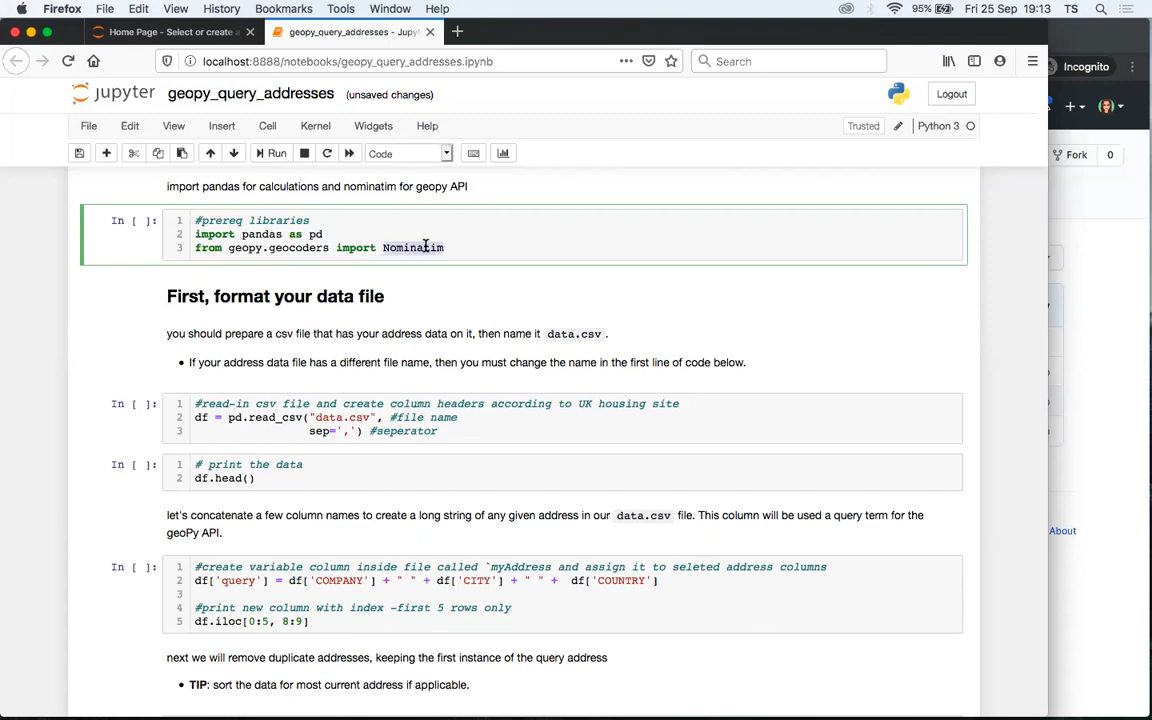 Firefox File Edit View History Bookmarks Tools Window Help 95% Fri 25 Sep 19:13 TS
Home Page - Select or create a
geopy_query_addresses - Jupyt
Incognito
localhost:8888/notebooks/geopy_query_addresses.ipynb
Search
jupyter geopy_query_addresses (unsaved changes)
Logout
File Edit View Insert Cell Kernel Widgets Help
Trusted Python 3
Run Code
Fork 0
import pandas for calculations and nominatim for geopy API
In [ ]: 1 #prereq libraries
2 import pandas as pd
3 from geopy.geocoders import Nominatim
First, format your data file
you should prepare a csv file that has your address data on it, then name it data.csv .
• If your address data file has a different file name, then you must change the name in the first line of code below.
In [ ]: 1 #read-in csv file and create column headers according to UK housing site
2 df = pd.read_csv("data.csv", #file name
3 sep=',') #seperator
In [ ]: 1 # print the data
2 df.head()
let's concatenate a few column names to create a long string of any given address in our data.csv file. This column will be used a query term for the
geoPy API.
About
In [ ]: 1 #create variable column inside file called `myAddress and assign it to seleted address columns
2 df['query'] = df['COMPANY'] + " " + df['CITY'] + " " + df['COUNTRY']
3
4 #print new column with index -first 5 rows only
5 df.iloc[0:5, 8:9]
next we will remove duplicate addresses, keeping the first instance of the query address
• TIP: sort the data for most current address if applicable.